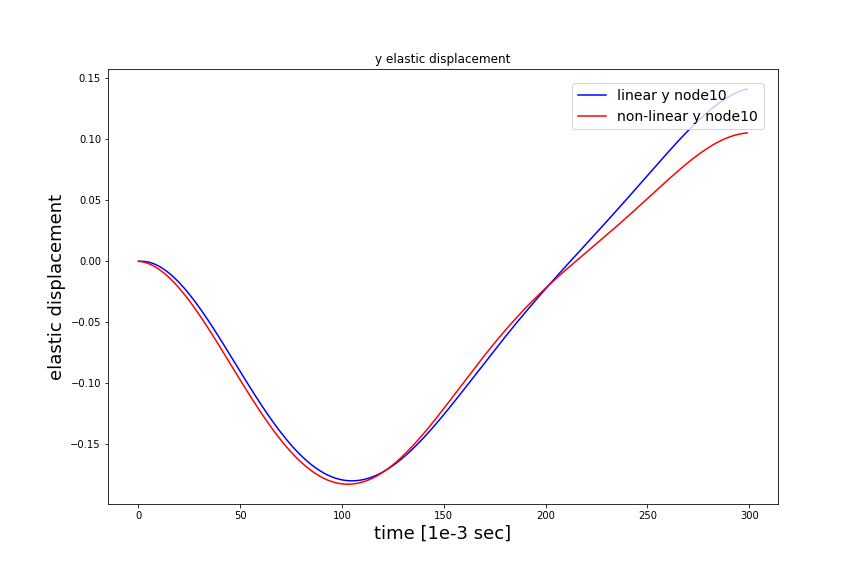 y elastic displacement
linear y node10
non-linear y node10
elastic displacement
0.15
0.10
0.05
0.00
−0.05
−0.10
−0.15
0 50 100 150 200 250 300
time [1e-3 sec]